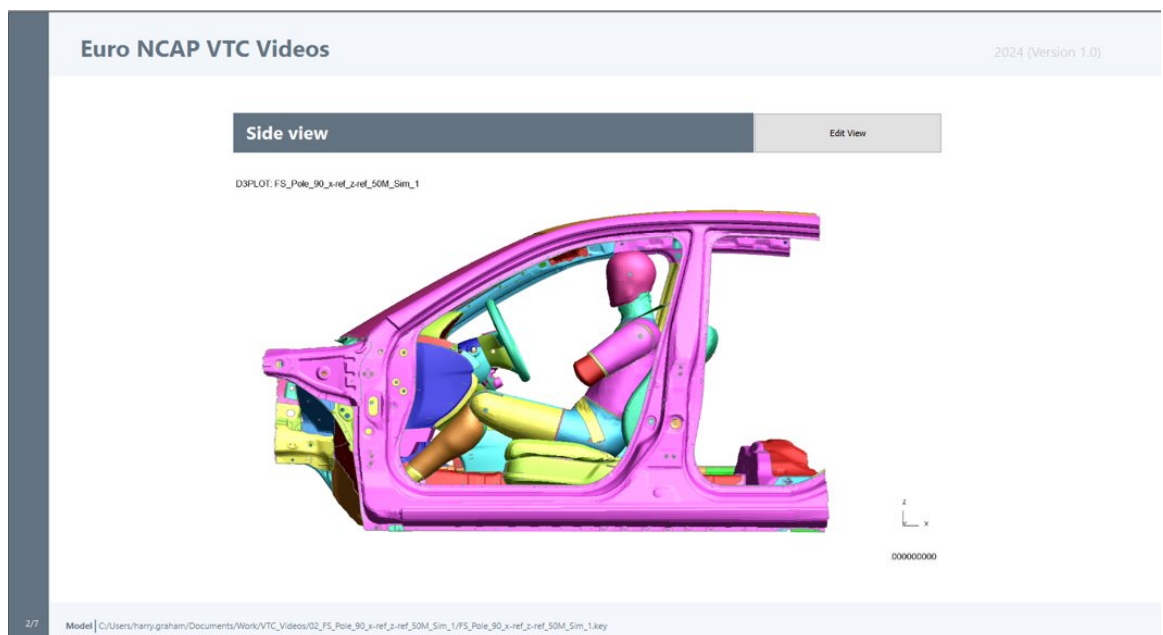 Euro NCAP VTC Videos
2024 (Version 1.0)
Side view
Edit View
D3PLOT: FS_Pole_90_x-ref_z-ref_50M_Sim_1
z
x
.000000000
2/7
Model | C:/Users/harry.graham/Documents/Work/VTC_Videos/02_FS_Pole_90_x-ref_z-ref_50M_Sim_1/FS_Pole_90_x-ref_z-ref_50M_Sim_1.key